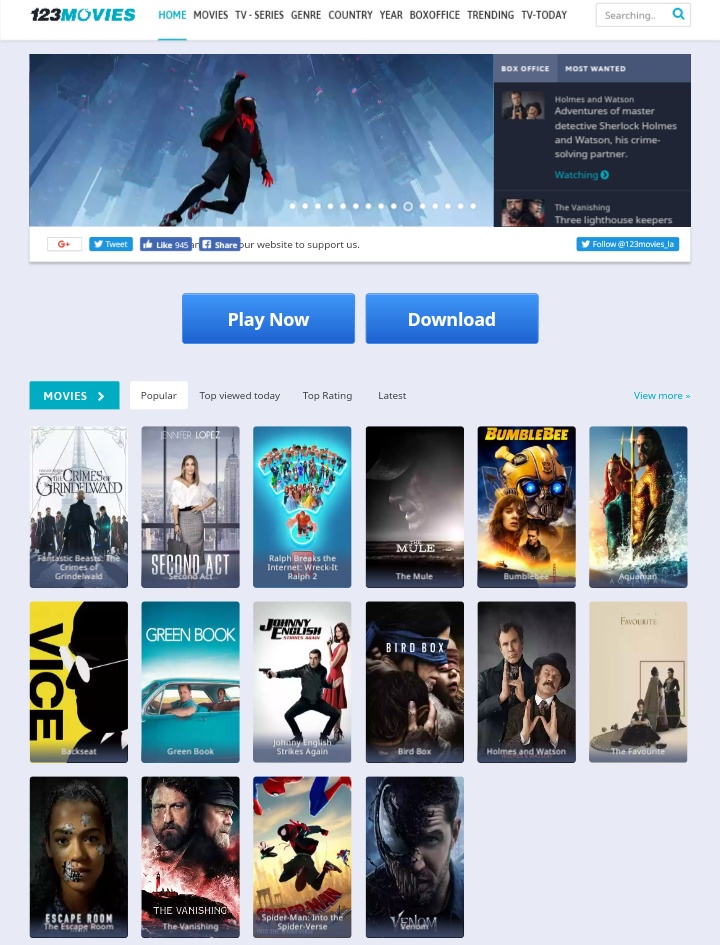 123MOVIES
HOME MOVIES TV - SERIES GENRE COUNTRY YEAR BOXOFFICE TRENDING TV-TODAY
Searching..
BOX OFFICE MOST WANTED
Holmes and Watson
Adventures of master
detective Sherlock Holmes
and Watson, his crime-
solving partner.
Watching
The Vanishing
Three lighthouse keepers
G+ Tweet Like 945 Share our website to support us.
Follow @123movies_la
Play Now Download
MOVIES Popular Top viewed today Top Rating Latest View more »
THE CRIMES OF
GRINDELWALD
Fantastic Beasts: The
Crimes of
Grindelwald
JENNIFER LOPEZ
SECOND ACT
Second Act
Ralph Breaks the
Internet: Wreck-It
Ralph 2
THE
MULE
The Mule
BUMBLEBEE
Bumblebee
AQUAMAN
Aquaman
VICE
Backseat
GREEN BOOK
Green Book
JOHNNY
ENGLISH
STRIKES AGAIN
Johnny English
Strikes Again
BIRD BOX
Bird Box
Holmes and Watson
FAVOURITE
The Favourite
ESCAPE ROOM
The Escape Room
THE VANISHING
The Vanishing
SPIDER-MAN
Spider-Man: Into the
Spider-Verse
VENOM
Venom